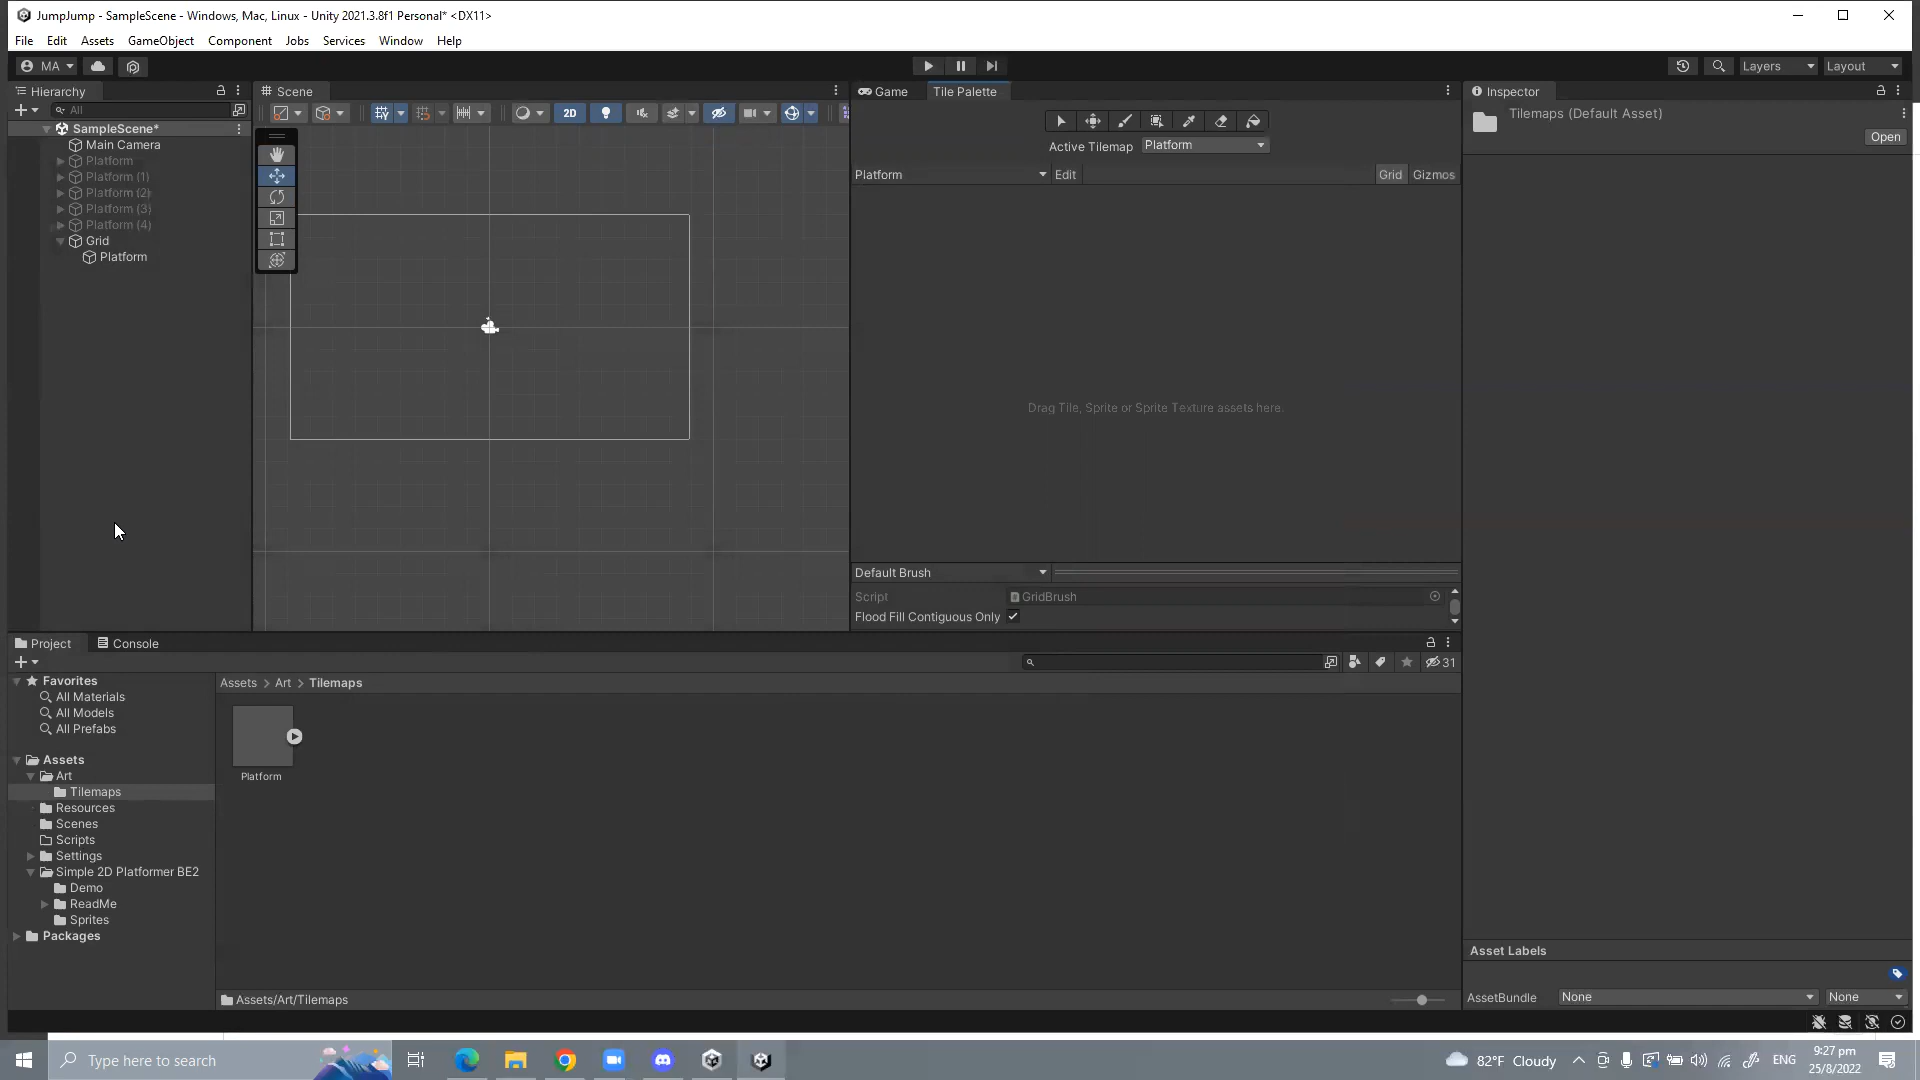 JumpJump - SampleScene - Windows, Mac, Linux - Unity 2021.3.8f1 Personal* <DX11>
File Edit Assets GameObject Component Jobs Services Window Help
MA Layers Layout
Hierarchy Scene Game Tile Palette Inspector
All
2D
SampleScene*
Main Camera
Platform
Platform (1)
Platform (2)
Platform (3)
Platform (4)
Grid
Platform
Active Tilemap Platform
Platform Edit Grid Gizmos
Drag Tile, Sprite or Sprite Texture assets here.
Default Brush
Script GridBrush
Flood Fill Contiguous Only
Tilemaps (Default Asset)
Open
Project Console
31
Favorites
All Materials
All Models
All Prefabs
Assets
Art
Tilemaps
Resources
Scenes
Scripts
Settings
Simple 2D Platformer BE2
Demo
ReadMe
Sprites
Packages
Assets > Art > Tilemaps
Platform
Assets/Art/Tilemaps
Asset Labels
AssetBundle None None
Type here to search
82°F Cloudy
ENG
9:27 pm
25/8/2022